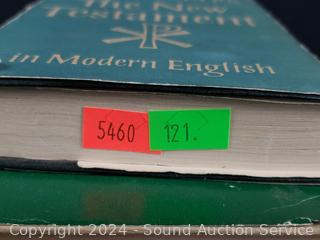 The New
Testament
in Modern English
5460
121.
Copyright 2024 - Sound Auction Service